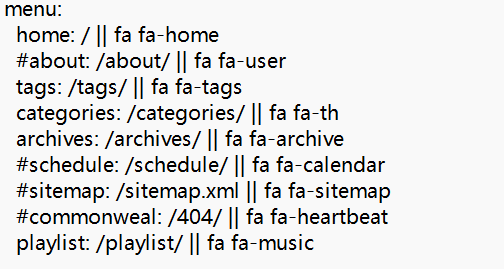 menu:
  home: / || fa fa-home
  #about: /about/ || fa fa-user
  tags: /tags/ || fa fa-tags
  categories: /categories/ || fa fa-th
  archives: /archives/ || fa fa-archive
  #schedule: /schedule/ || fa fa-calendar
  #sitemap: /sitemap.xml || fa fa-sitemap
  #commonweal: /404/ || fa fa-heartbeat
  playlist: /playlist/ || fa fa-music